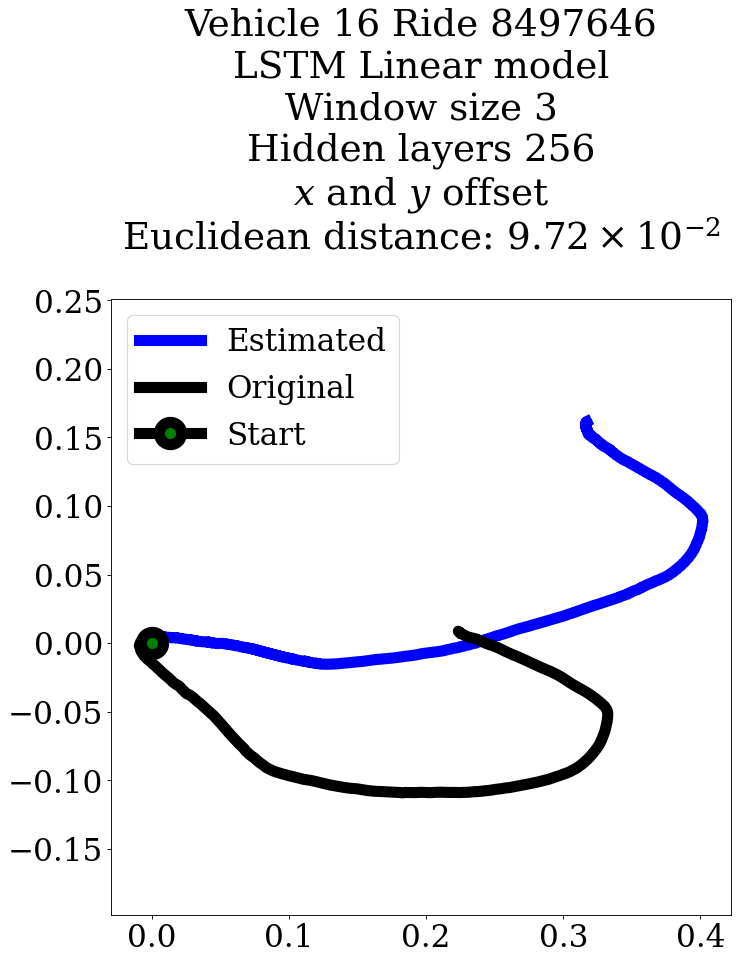 Vehicle 16 Ride 8497646
LSTM Linear model
Window size 3
Hidden layers 256
x and y offset
Euclidean distance: 9.72 × 10⁻²
0.25
0.20
0.15
0.10
0.05
0.00
−0.05
−0.10
−0.15
Estimated
Original
Start
0.0 0.1 0.2 0.3 0.4